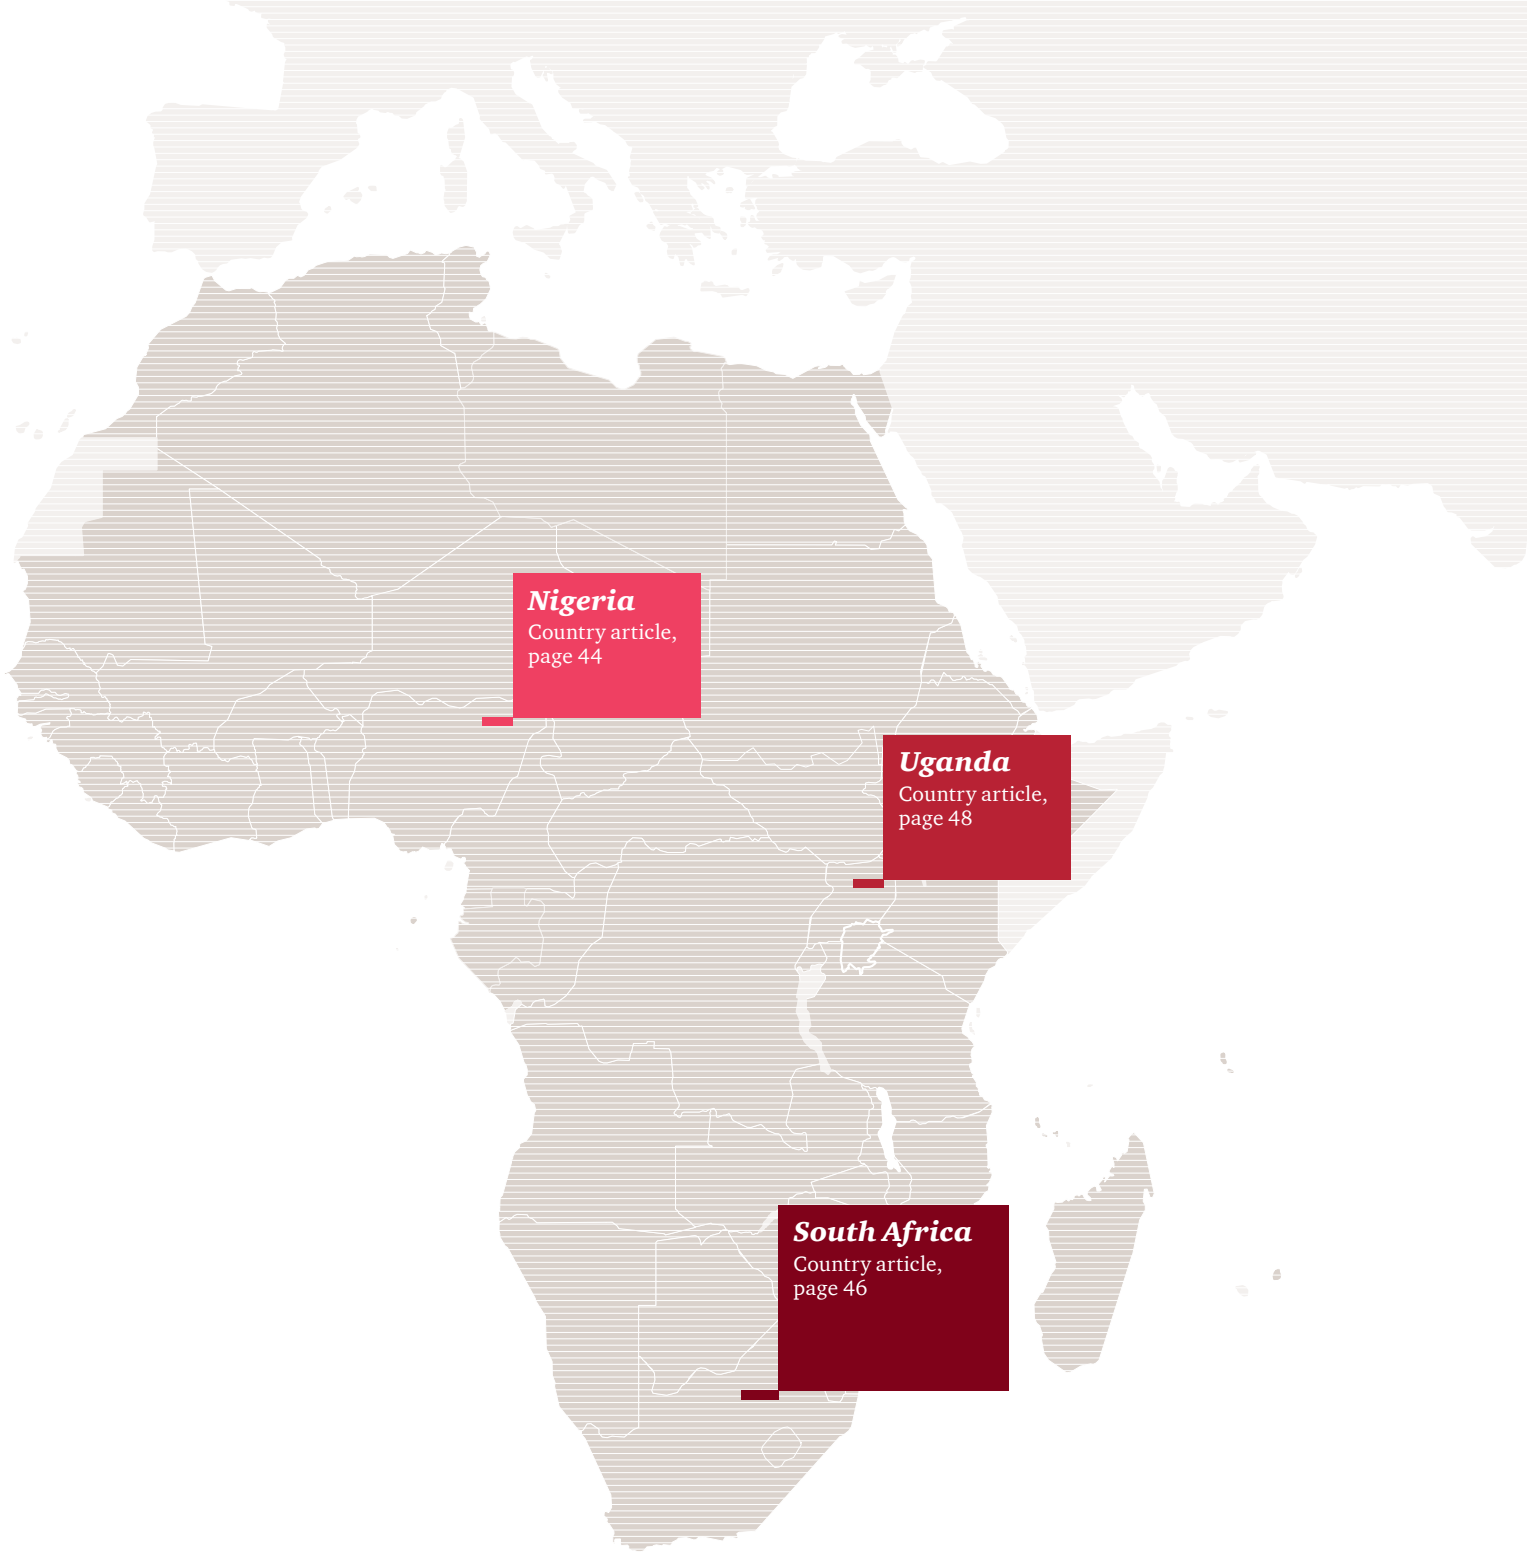 Nigeria
Country article,
page 44
Uganda
Country article,
page 48
South Africa
Country article,
page 46